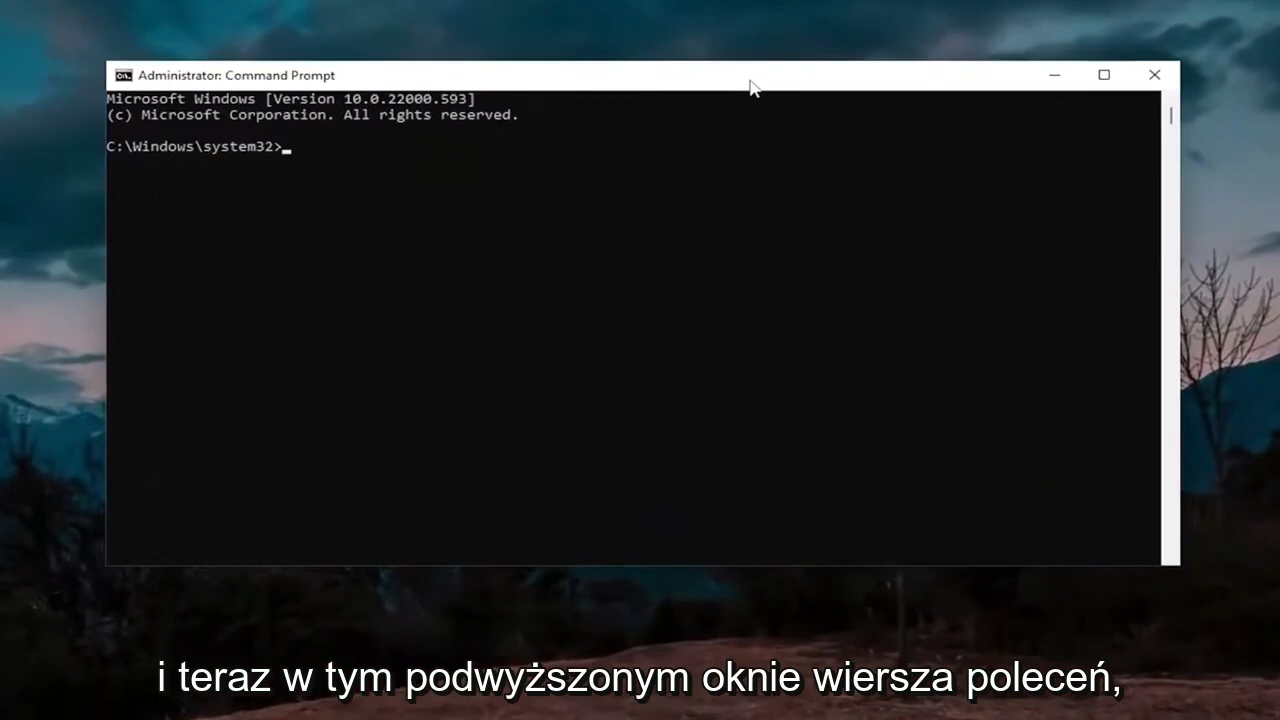 Administrator: Command Prompt
Microsoft Windows [Version 10.0.22000.593]
(c) Microsoft Corporation. All rights reserved.
C:\Windows\system32>
i teraz w tym podwyższonym oknie wiersza poleceń,